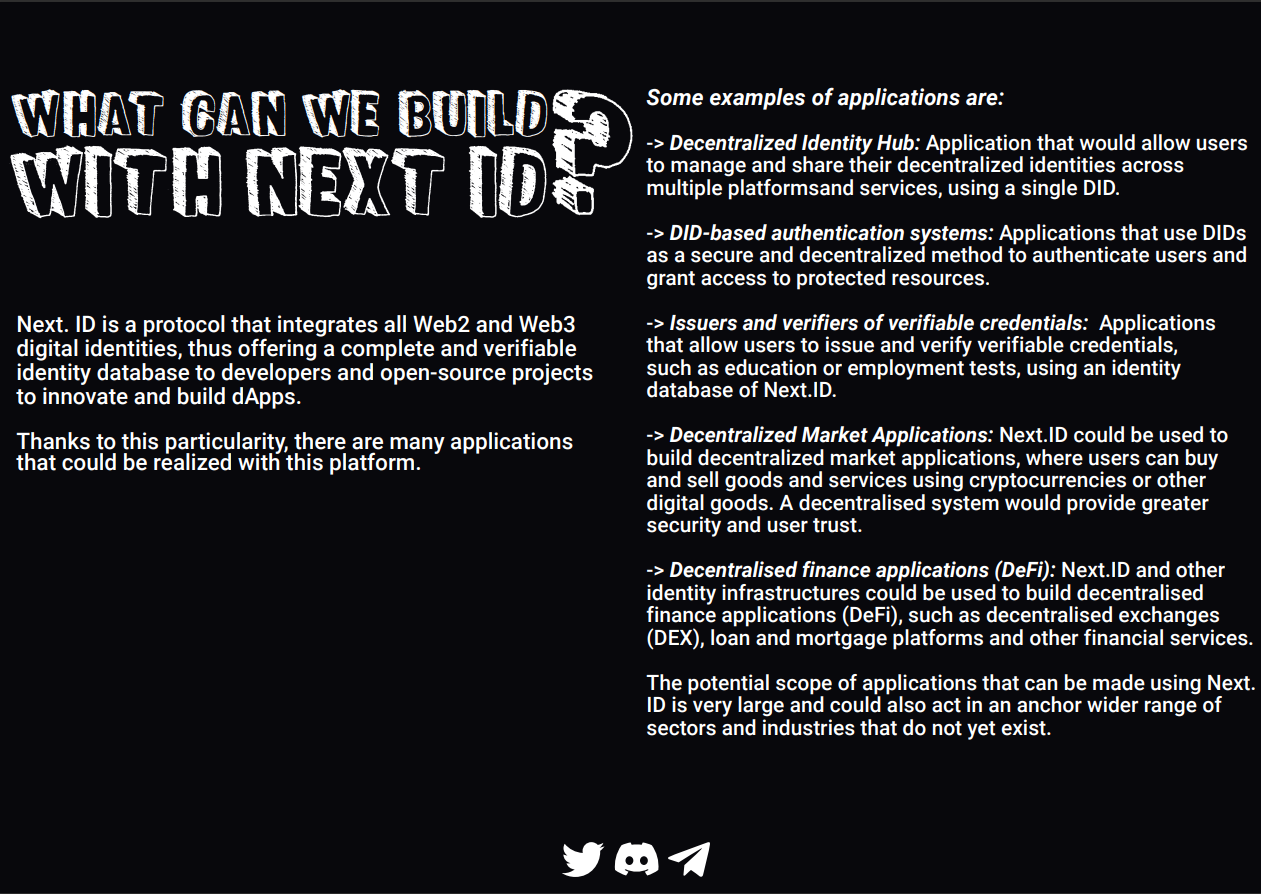 WHAT CAN WE BUILD
WITH NEXT ID?
Next. ID is a protocol that integrates all Web2 and Web3
digital identities, thus offering a complete and verifiable
identity database to developers and open-source projects
to innovate and build dApps.
Thanks to this particularity, there are many applications
that could be realized with this platform.
Some examples of applications are:
-> Decentralized Identity Hub: Application that would allow users
to manage and share their decentralized identities across
multiple platformsand services, using a single DID.
-> DID-based authentication systems: Applications that use DIDs
as a secure and decentralized method to authenticate users and
grant access to protected resources.
-> Issuers and verifiers of verifiable credentials:  Applications
that allow users to issue and verify verifiable credentials,
such as education or employment tests, using an identity
database of Next.ID.
-> Decentralized Market Applications: Next.ID could be used to
build decentralized market applications, where users can buy
and sell goods and services using cryptocurrencies or other
digital goods. A decentralised system would provide greater
security and user trust.
-> Decentralised finance applications (DeFi): Next.ID and other
identity infrastructures could be used to build decentralised
finance applications (DeFi), such as decentralised exchanges
(DEX), loan and mortgage platforms and other financial services.
The potential scope of applications that can be made using Next.
ID is very large and could also act in an anchor wider range of
sectors and industries that do not yet exist.